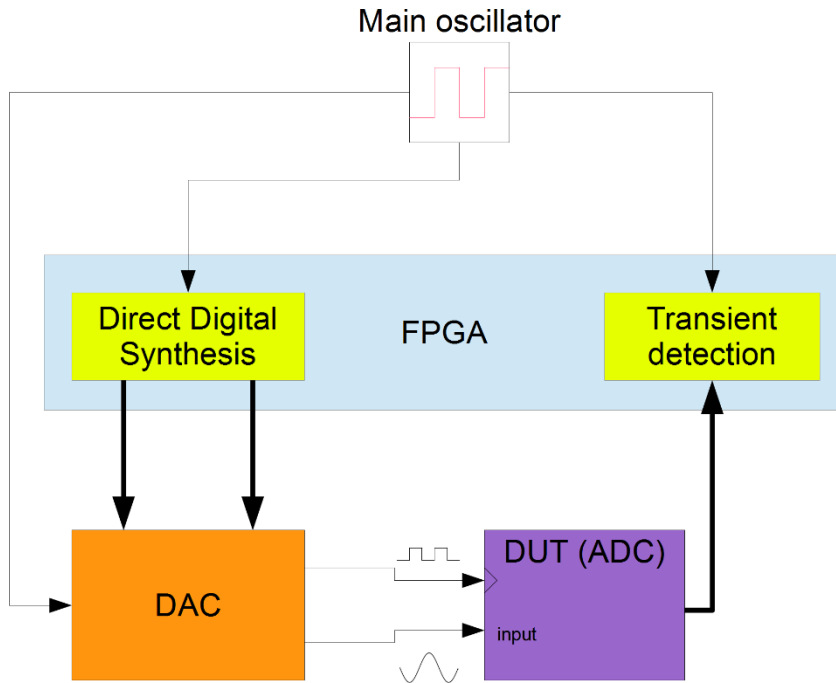 Main oscillator
Direct Digital
Synthesis
FPGA
Transient
detection
DAC
DUT (ADC)
input